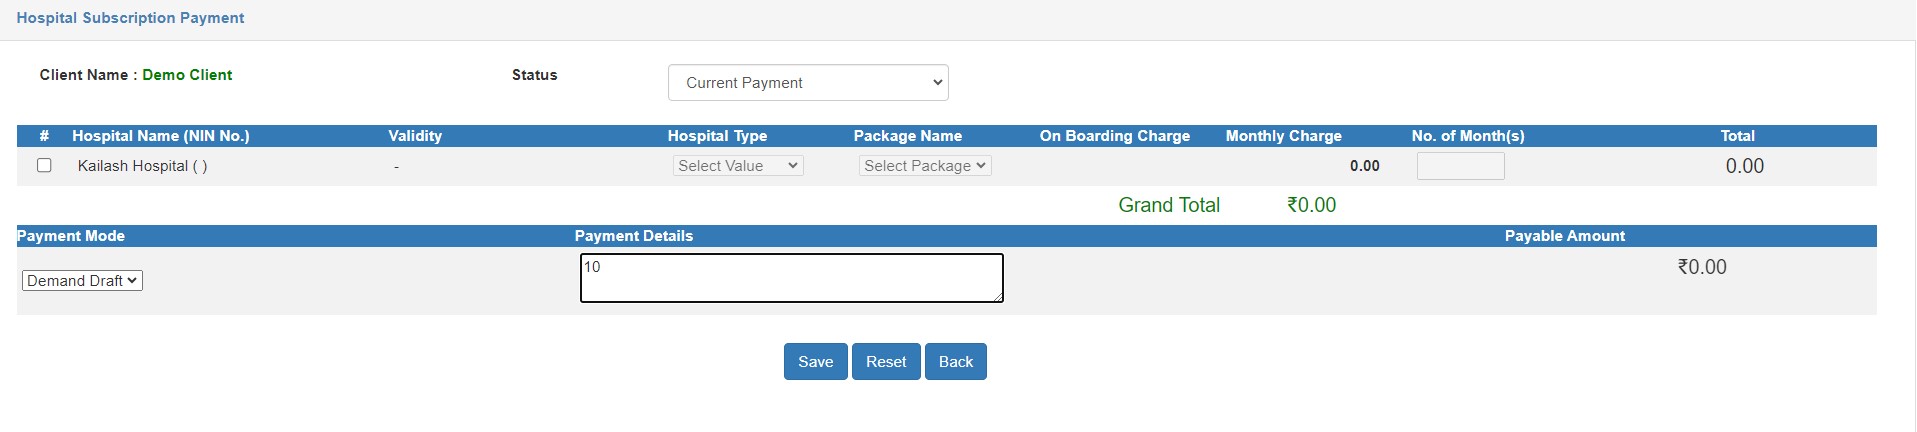 Hospital Subscription Payment
Client Name : Demo Client Status Current Payment
# Hospital Name (NIN No.) Validity Hospital Type Package Name On Boarding Charge Monthly Charge No. of Month(s) Total
Kailash Hospital ( ) - Select Value Select Package 0.00 0.00
Grand Total ₹0.00
Payment Mode Payment Details Payable Amount
Demand Draft 10 ₹0.00
Save Reset Back